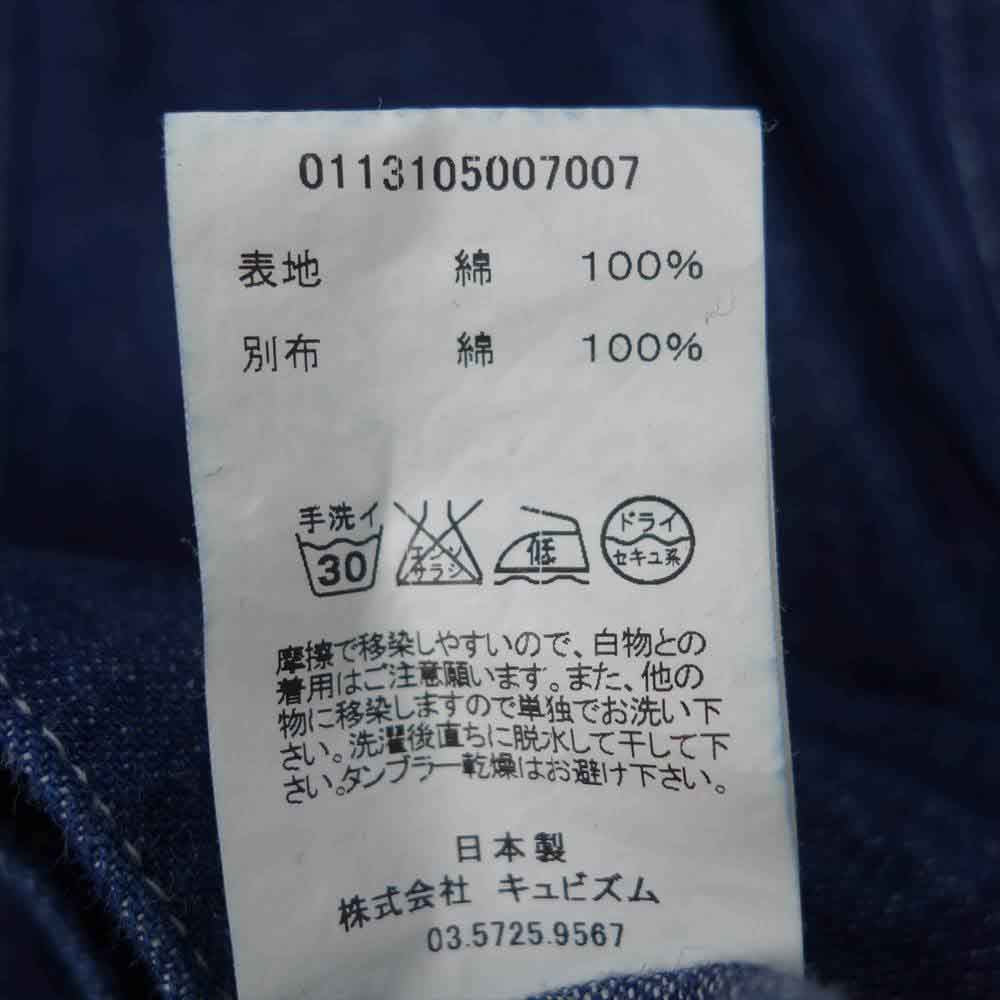 0113105007007
表地 綿 100%
別布 綿 100%
手洗イ
30
エンソ
サラシ
低
ドライ
セキユ系
摩擦で移染しやすいので、白物との
着用はご注意願います。また、他の
物に移染しますので単独でお洗い下
さい。洗濯後直ちに脱水して干して下
さい。タンブラー乾燥はお避け下さい。
日本製
株式会社 キュビズム
03.5725.9567